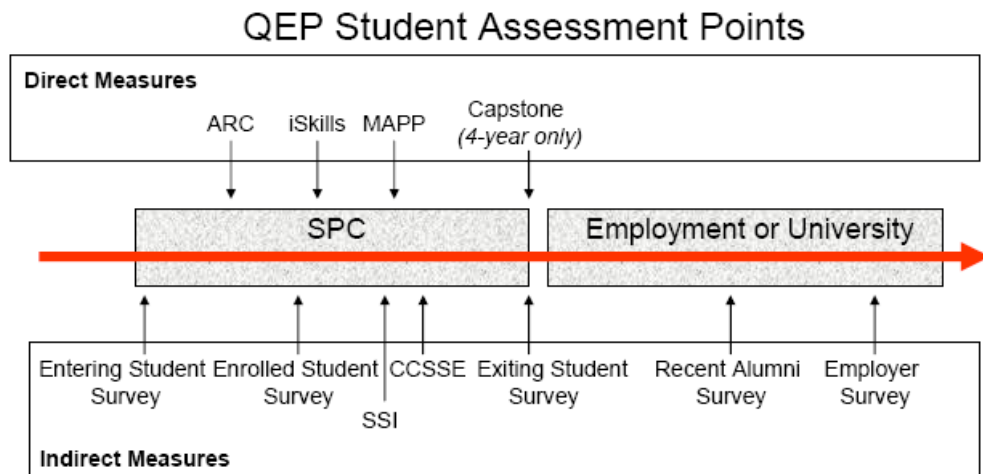 QEP Student Assessment Points
Direct Measures
ARC iSkills MAPP Capstone
(4-year only)
SPC Employment or University
Entering Student Enrolled Student CCSSE Exiting Student Recent Alumni Employer
Survey Survey Survey Survey Survey
SSI
Indirect Measures